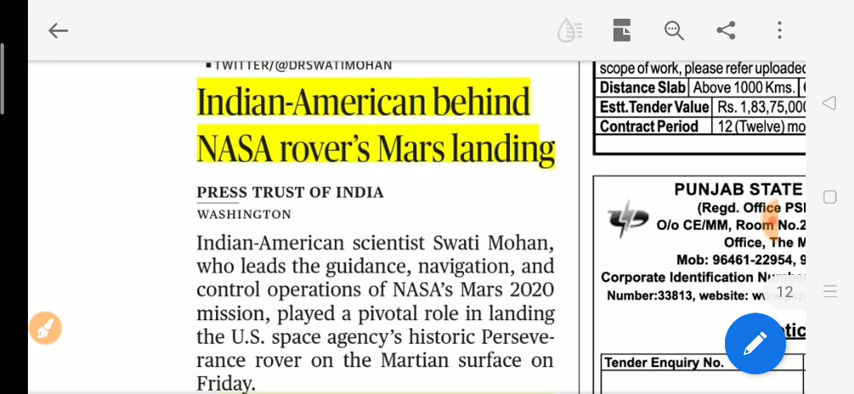 ▪ TWITTER/@DRSWATIMOHAN
Indian-American behind
NASA rover's Mars landing
PRESS TRUST OF INDIA
WASHINGTON
Indian-American scientist Swati Mohan,
who leads the guidance, navigation, and
control operations of NASA's Mars 2020
mission, played a pivotal role in landing
the U.S. space agency's historic Perseve-
rance rover on the Martian surface on
Friday.
scope of work, please refer uploaded
Distance Slab Above 1000 Kms.
Estt.Tender Value Rs. 1,83,75,000
Contract Period 12 (Twelve) mo
PUNJAB STATE
(Regd. Office PS
O/o CE/MM, Room No.2
Office, The M
Mob: 96461-22954, 9
Corporate Identification
Number:33813, website:
12
Tender Enquiry No.